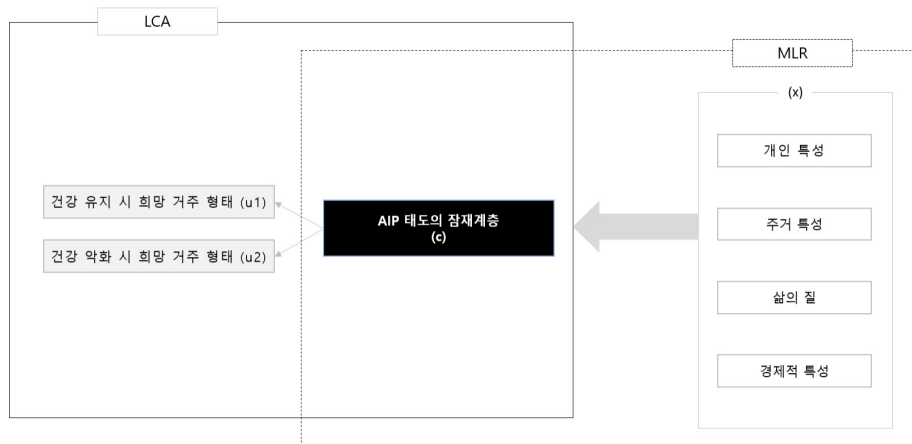 LCA
MLR
(x)
개인 특성
건강 유지 시 희망 거주 형태 (u1)
AIP 태도의 잠재계층
(c)
주거 특성
건강 악화 시 희망 거주 형태 (u2)
삶의 질
경제적 특성